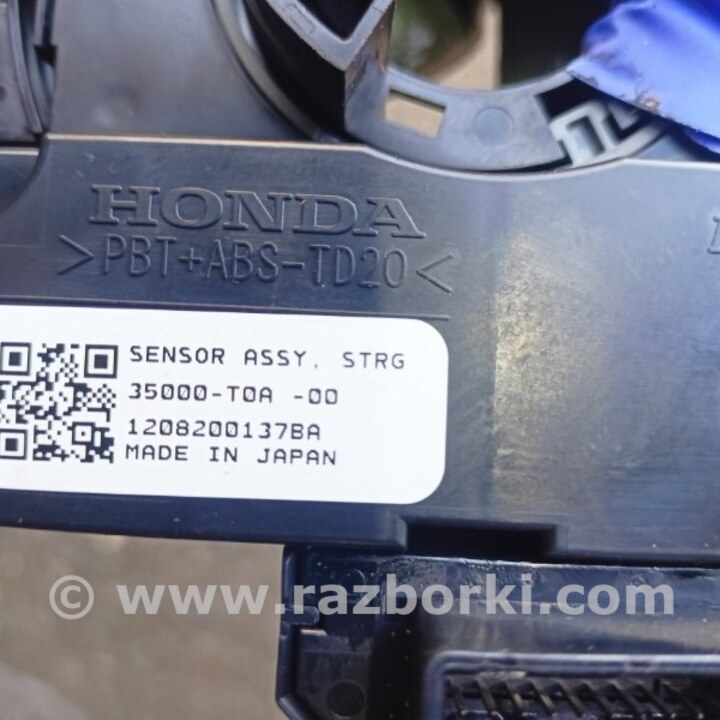 HONDA
>PBT+ABS-TD20<
SENSOR ASSY, STRG
35000-T0A -00
1208200137BA
MADE IN JAPAN
© www.razborki.com